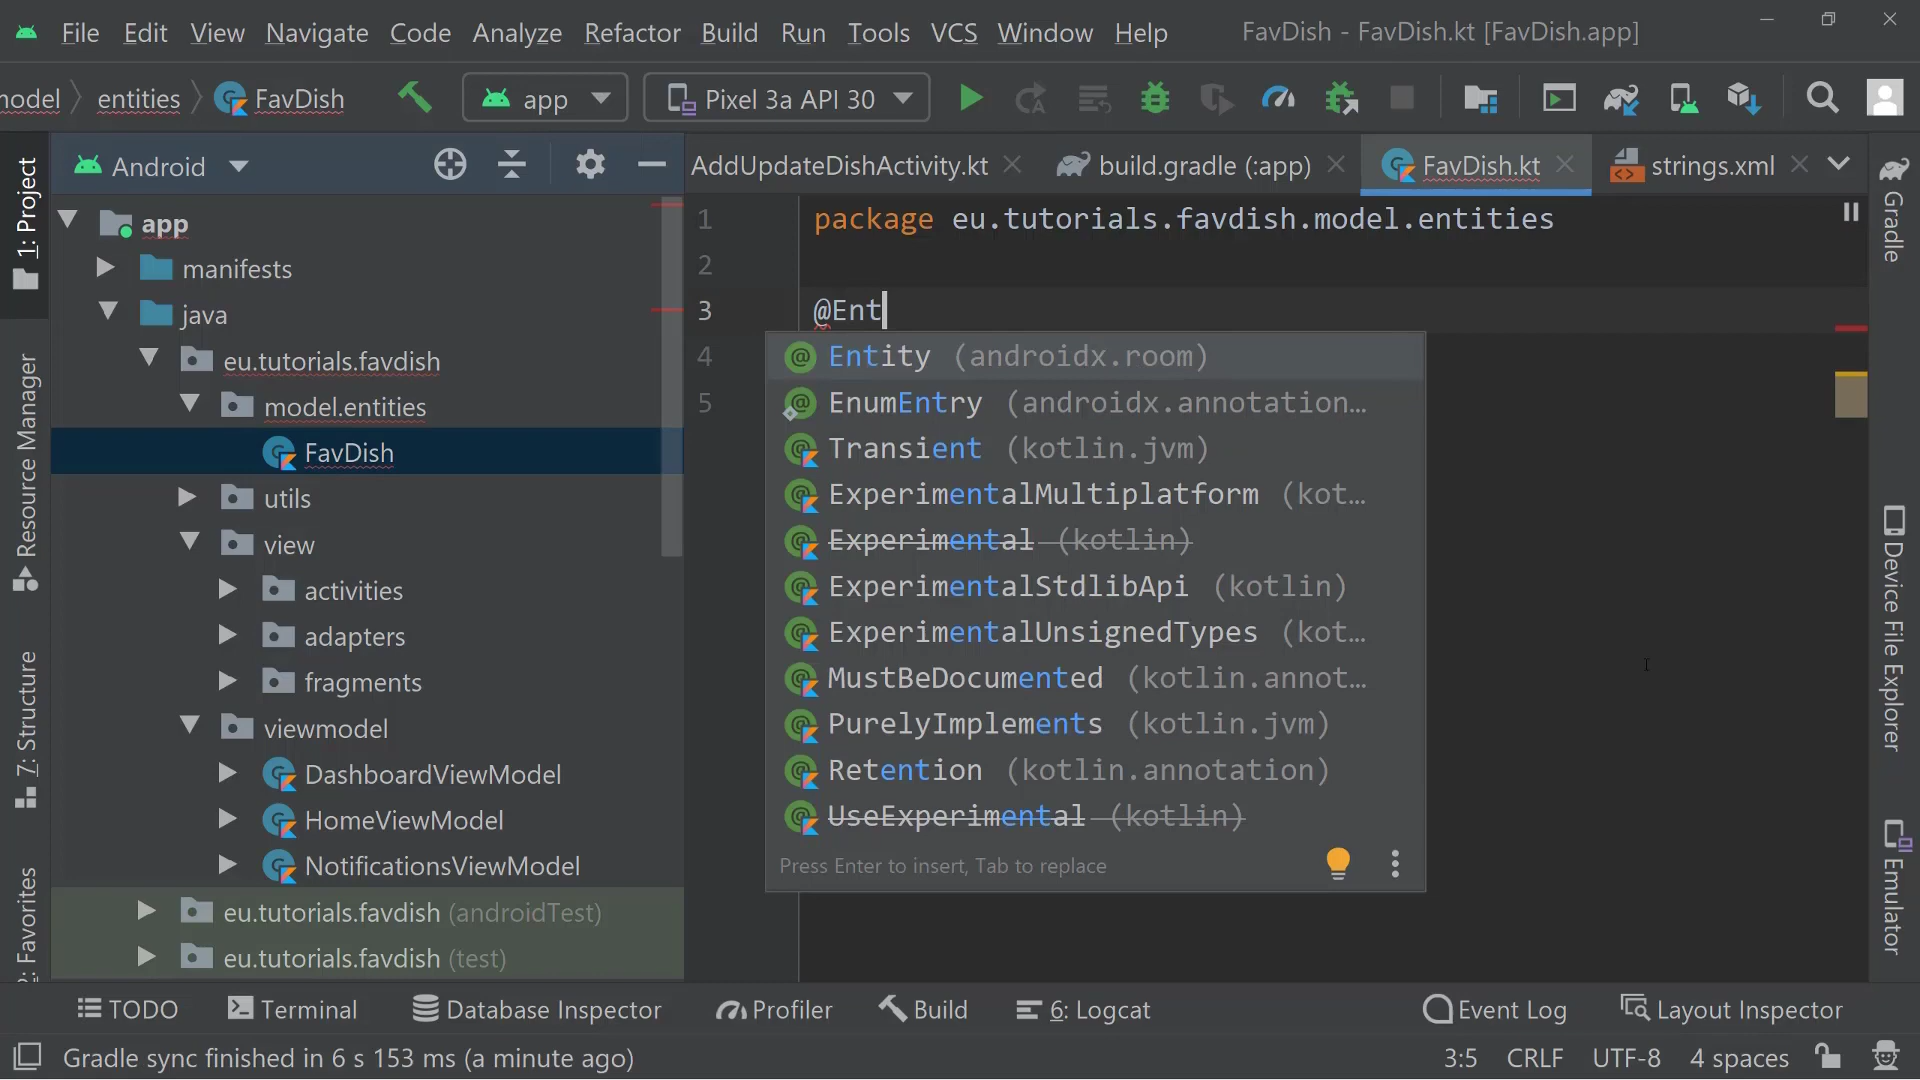 File Edit View Navigate Code Analyze Refactor Build Run Tools VCS Window Help FavDish - FavDish.kt [FavDish.app]
entities FavDish app Pixel 3a API 30
Android
AddUpdateDishActivity.kt build.gradle (:app) FavDish.kt strings.xml
1: Project
Resource Manager
7: Structure
Favorites
app
manifests
java
eu.tutorials.favdish
model.entities
FavDish
utils
view
activities
adapters
fragments
viewmodel
DashboardViewModel
HomeViewModel
NotificationsViewModel
eu.tutorials.favdish (androidTest)
eu.tutorials.favdish (test)
1 package eu.tutorials.favdish.model.entities
2
3 @Ent
4
5
Entity (androidx.room)
EnumEntry (androidx.annotation...
Transient (kotlin.jvm)
ExperimentalMultiplatform (kot...
Experimental (kotlin)
ExperimentalStdlibApi (kotlin)
ExperimentalUnsignedTypes (kot...
MustBeDocumented (kotlin.annot...
PurelyImplements (kotlin.jvm)
Retention (kotlin.annotation)
UseExperimental (kotlin)
Press Enter to insert, Tab to replace
Gradle
Device File Explorer
Emulator
TODO Terminal Database Inspector Profiler Build 6: Logcat Event Log Layout Inspector
Gradle sync finished in 6 s 153 ms (a minute ago) 3:5 CRLF UTF-8 4 spaces